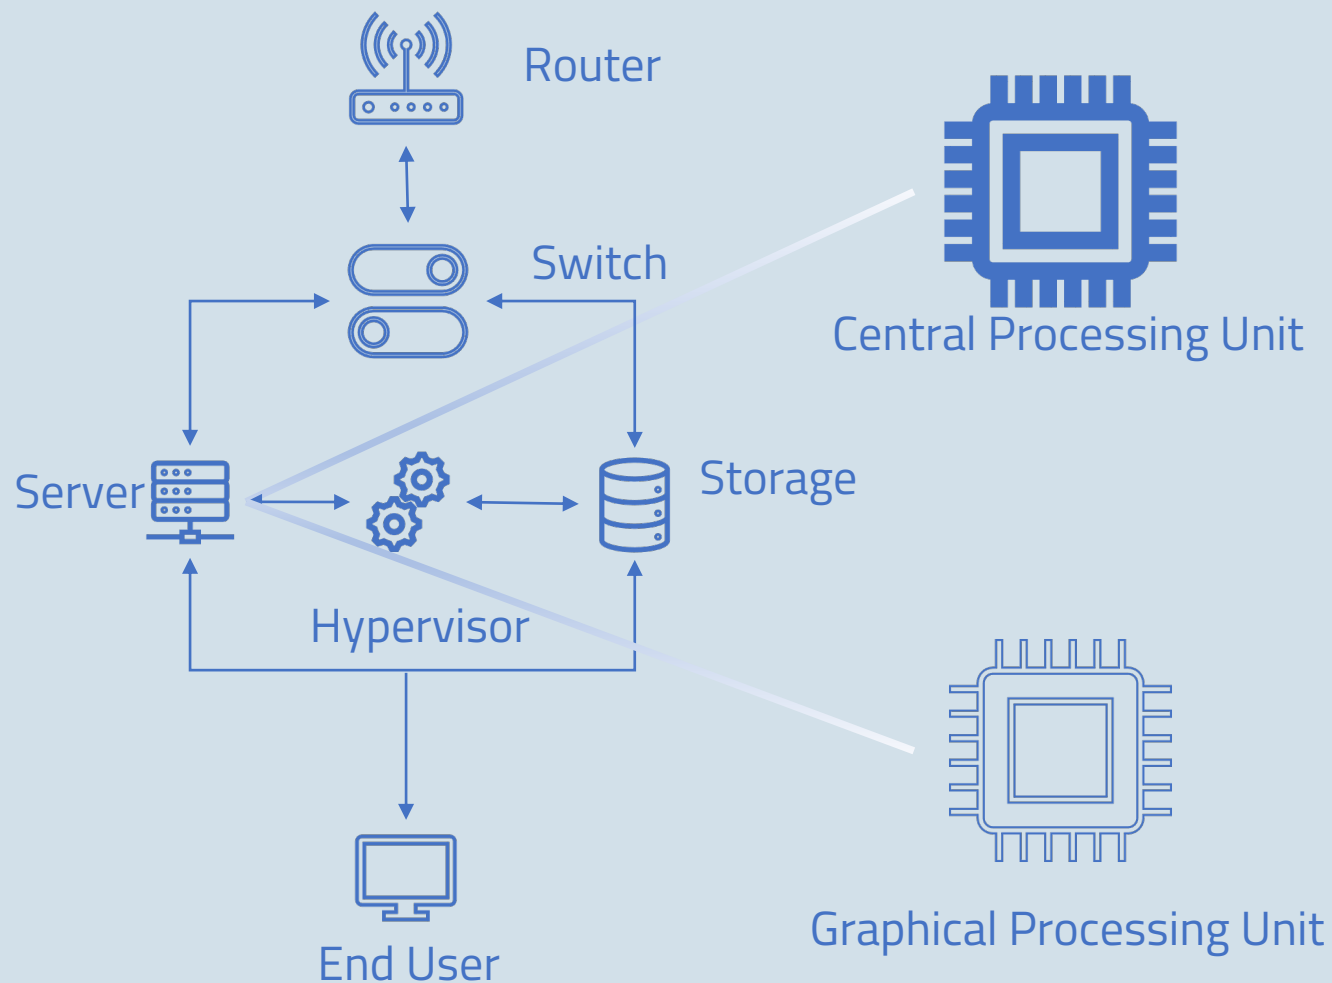 Router
Switch
Central Processing Unit
Server
Storage
Hypervisor
Graphical Processing Unit
End User